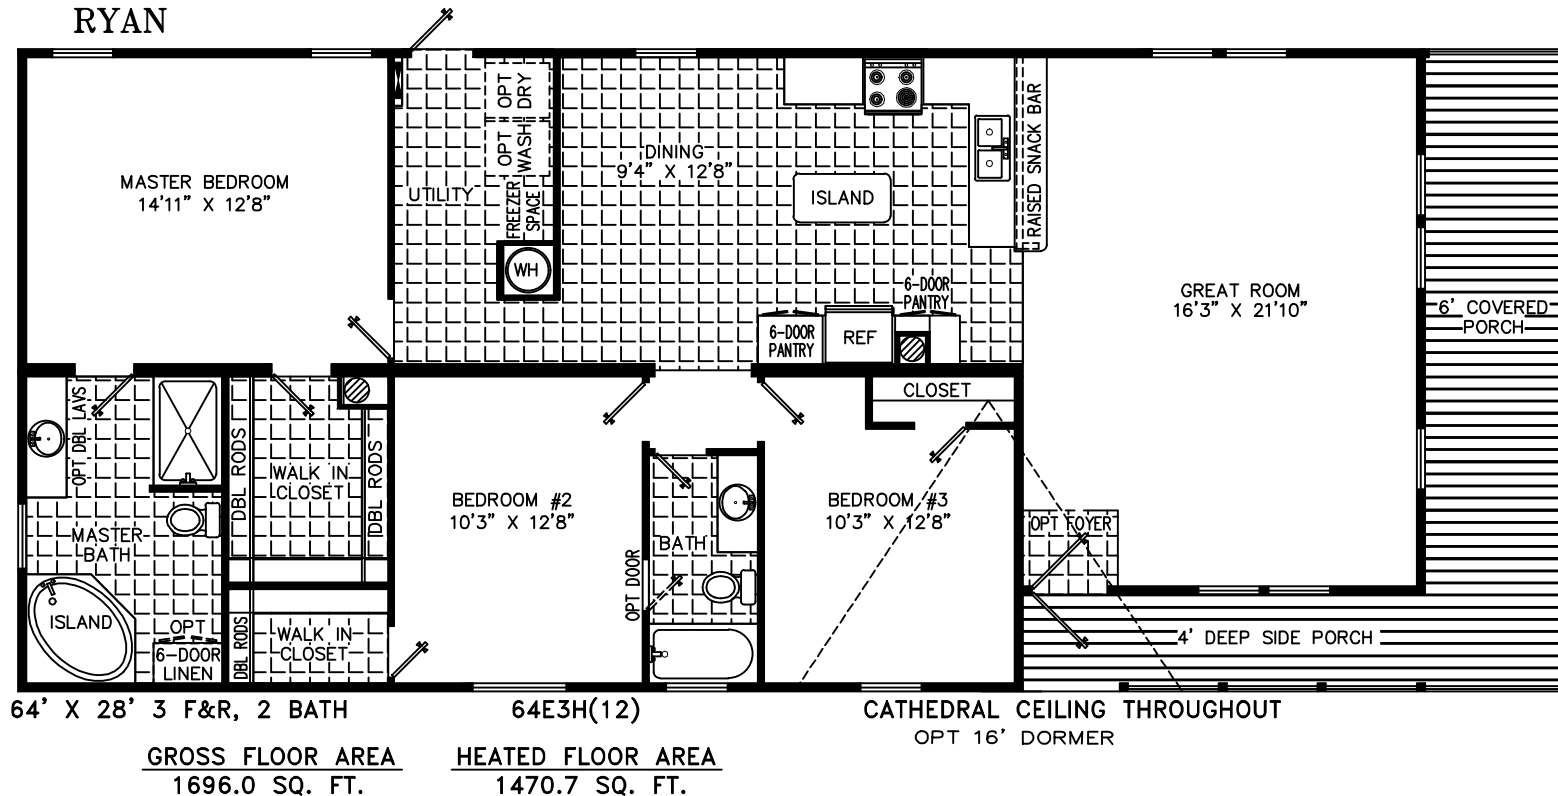 RYAN
MASTER BEDROOM
14'11" X 12'8"
UTILITY
OPT
DRY
OPT
WASH
FREEZER
SPACE
WH
DINING
9'4" X 12'8"
ISLAND
RAISED SNACK BAR
6-DOOR
PANTRY
REF
6-DOOR
PANTRY
GREAT ROOM
16'3" X 21'10"
6' COVERED
PORCH
OPT DBL LAVS
MASTER
BATH
ISLAND
OPT
6-DOOR
LINEN
DBL RODS
WALK IN
CLOSET
DBL RODS
DBL RODS
WALK IN
CLOSET
BEDROOM #2
10'3" X 12'8"
OPT DOOR
BATH
CLOSET
BEDROOM #3
10'3" X 12'8"
OPT FOYER
4' DEEP SIDE PORCH
64' X 28' 3 F&R, 2 BATH
64E3H(12)
CATHEDRAL CEILING THROUGHOUT
OPT 16' DORMER
GROSS FLOOR AREA
1696.0 SQ. FT.
HEATED FLOOR AREA
1470.7 SQ. FT.